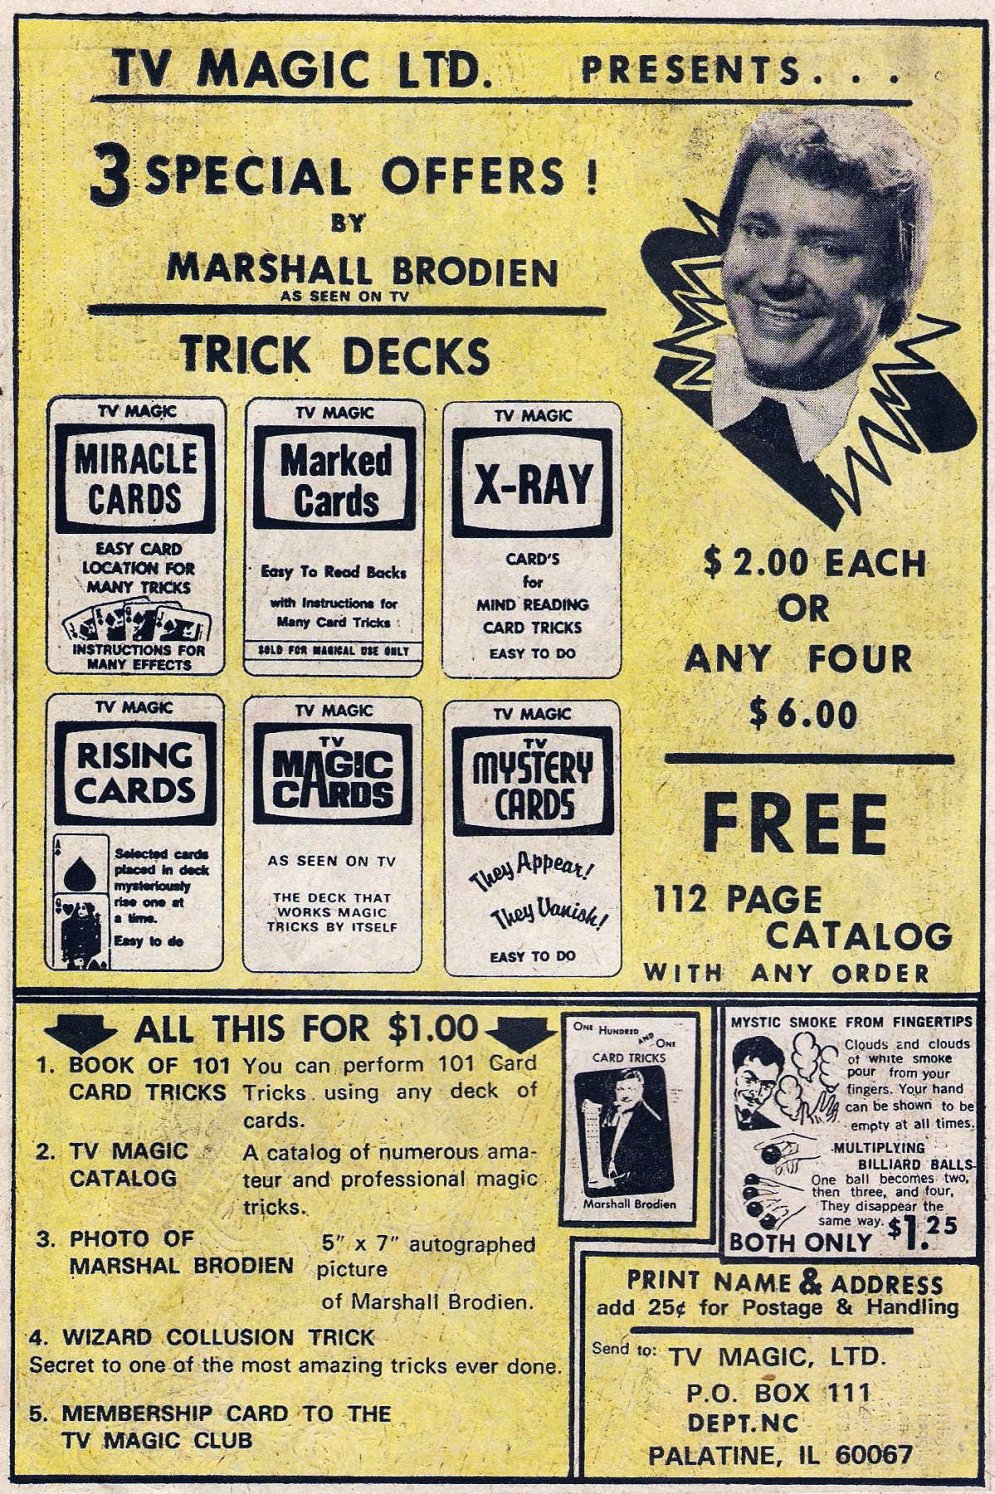 TV MAGIC LTD. PRESENTS...
3 SPECIAL OFFERS !
BY
MARSHALL BRODIEN
AS SEEN ON TV
TRICK DECKS
TV MAGIC
MIRACLE
CARDS
EASY CARD
LOCATION FOR
MANY TRICKS
INSTRUCTIONS FOR
MANY EFFECTS
TV MAGIC
Marked
Cards
Easy To Read Backs
with Instructions for
Many Card Tricks
SOLD FOR MAGICAL USE ONLY
TV MAGIC
X-RAY
CARD'S
for
MIND READING
CARD TRICKS
EASY TO DO
TV MAGIC
RISING
CARDS
A
Selected cards
placed in deck
mysteriously
rise one at
a time.
Easy to do
TV MAGIC
TV
MAGIC
CARDS
AS SEEN ON TV
THE DECK THAT
WORKS MAGIC
TRICKS BY ITSELF
TV MAGIC
TV
MYSTERY
CARDS
They Appear!
They Vanish!
EASY TO DO
$2.00 EACH
OR
ANY FOUR
$6.00
FREE
112 PAGE
CATALOG
WITH ANY ORDER
ALL THIS FOR $1.00
1. BOOK OF 101 You can perform 101 Card
CARD TRICKS Tricks using any deck of
cards.
2. TV MAGIC A catalog of numerous ama-
CATALOG teur and professional magic
tricks.
3. PHOTO OF 5" x 7" autographed
MARSHAL BRODIEN picture
of Marshall Brodien.
4. WIZARD COLLUSION TRICK
Secret to one of the most amazing tricks ever done.
5. MEMBERSHIP CARD TO THE
TV MAGIC CLUB
ONE HUNDRED
AND
ONE
CARD TRICKS
Marshall Brodien
MYSTIC SMOKE FROM FINGERTIPS
Clouds and clouds
of white smoke
pour from your
fingers. Your hand
can be shown to be
empty at all times.
MULTIPLYING
BILLIARD BALLS
One ball becomes two,
then three, and four,
They disappear the
same way.
BOTH ONLY $1.25
PRINT NAME & ADDRESS
add 25¢ for Postage & Handling
Send to: TV MAGIC, LTD.
P.O. BOX 111
DEPT.NC
PALATINE, IL 60067